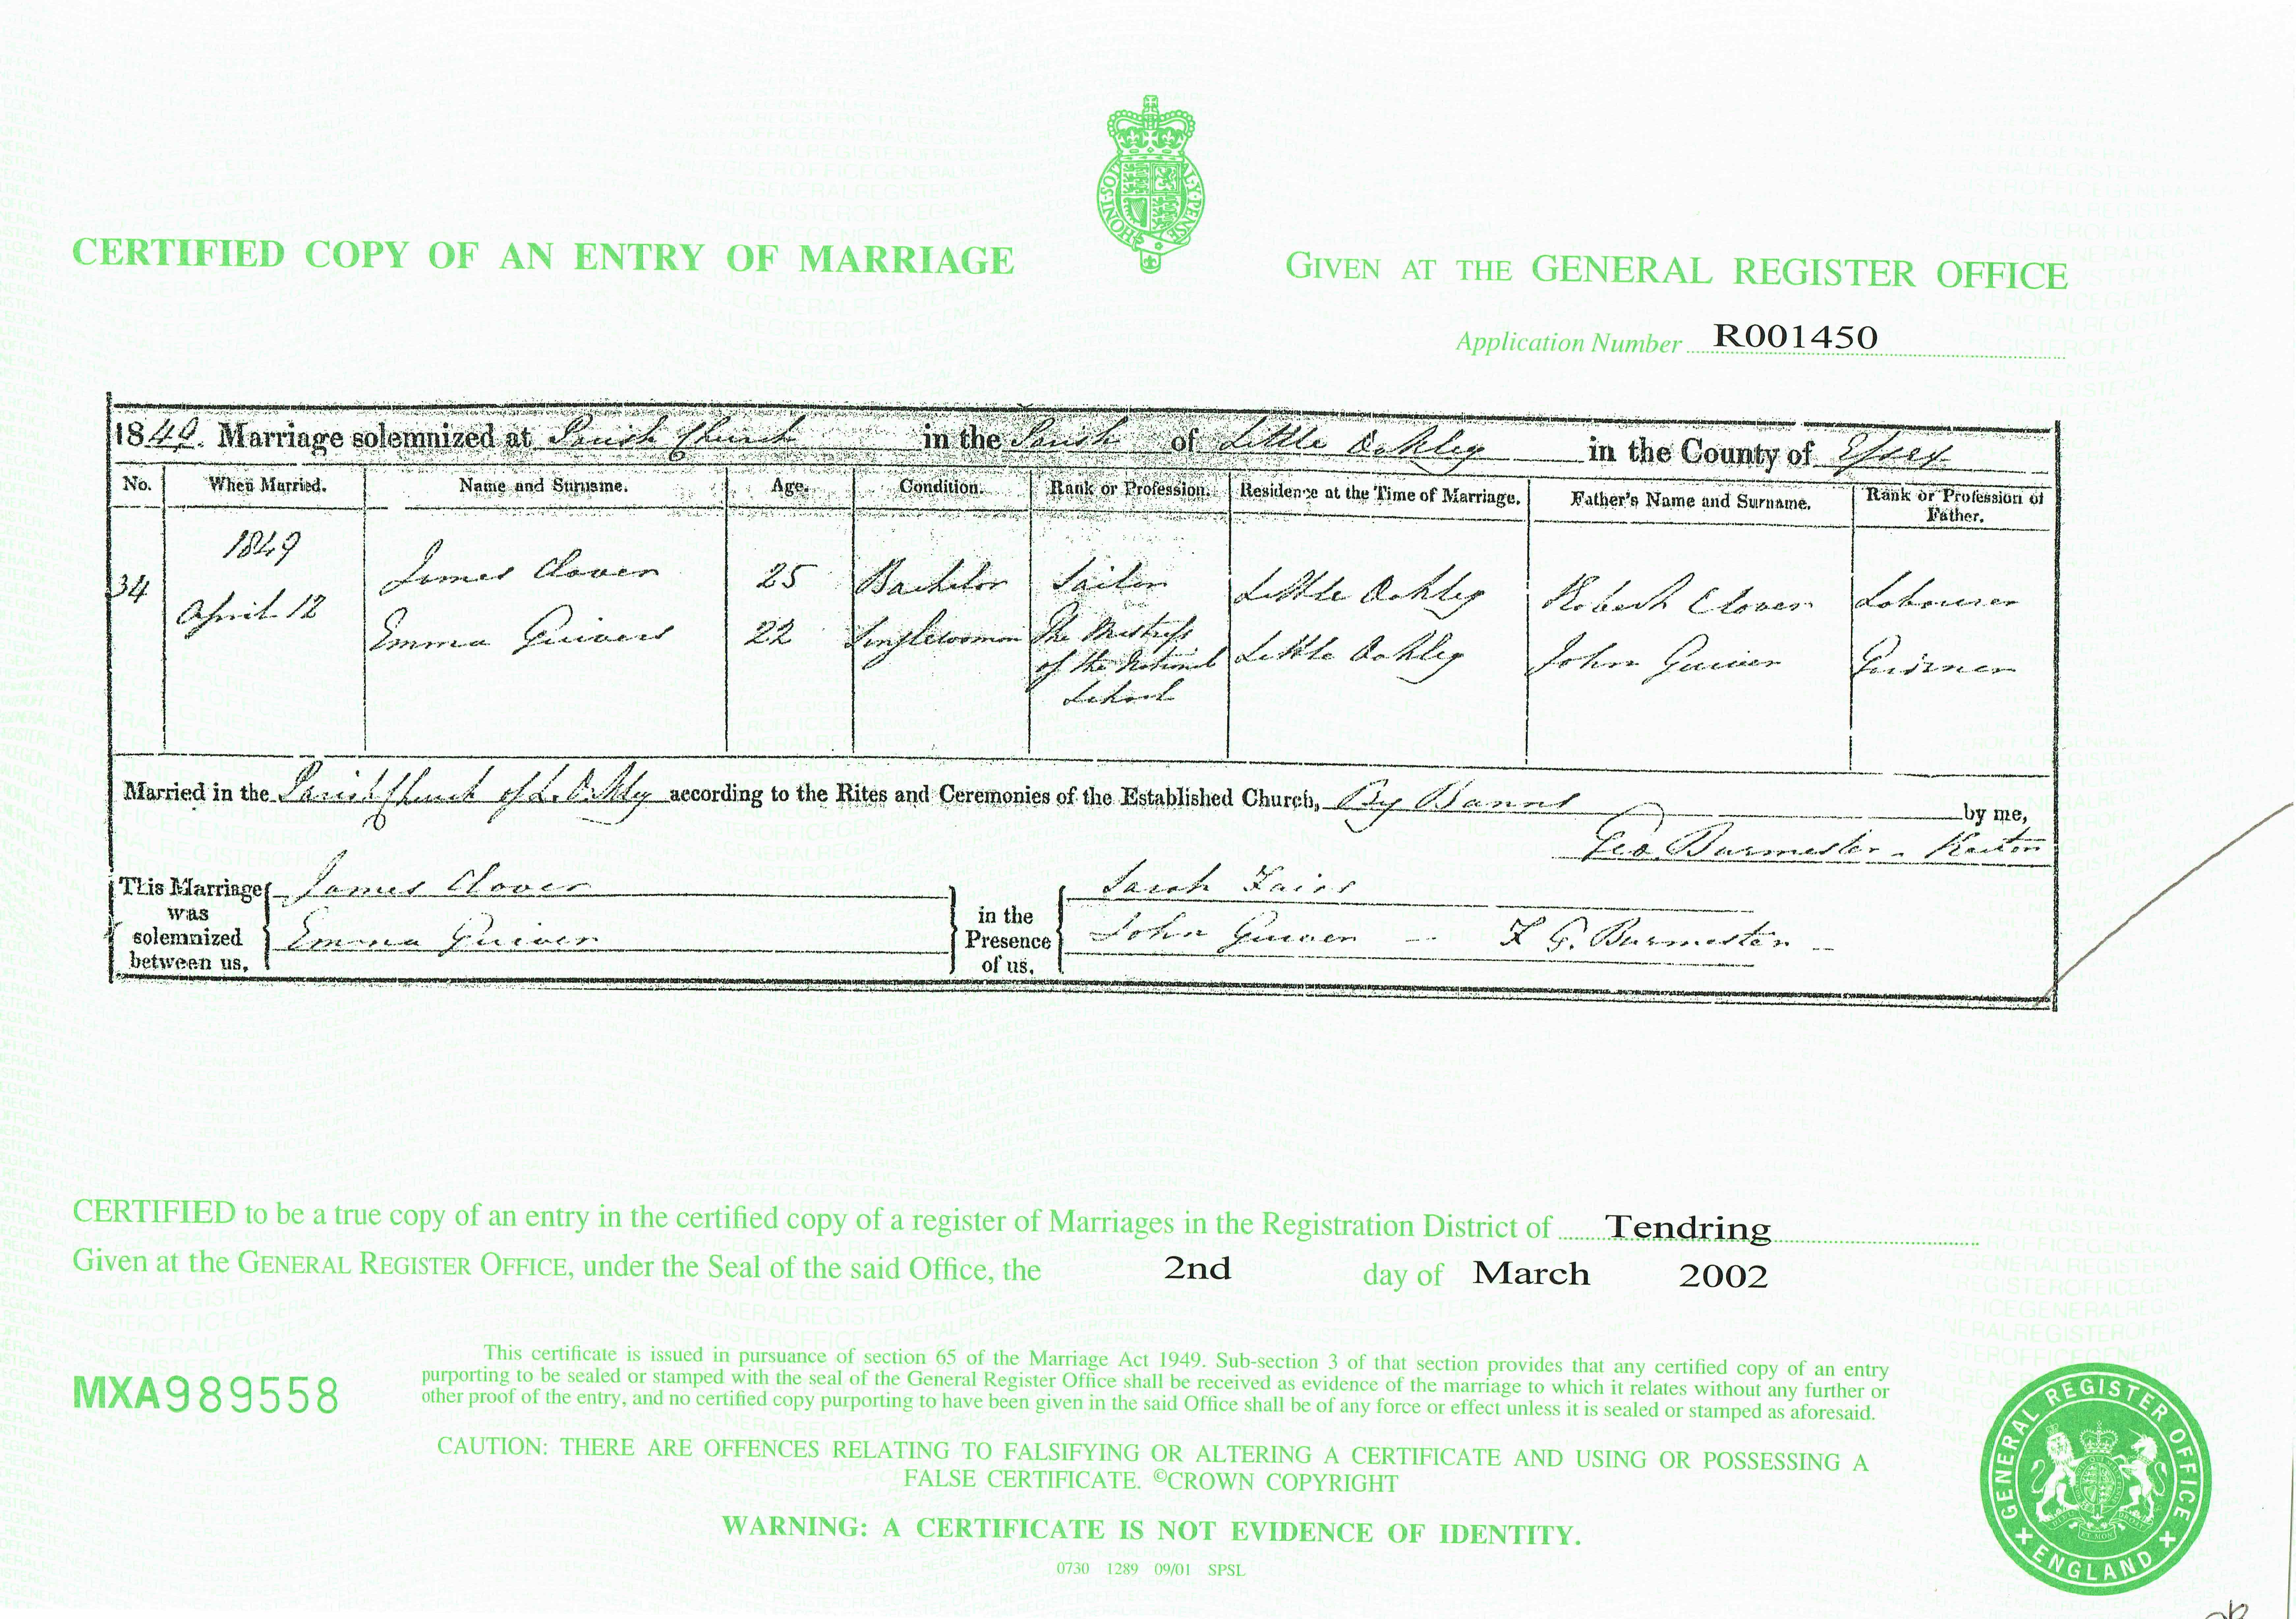 HONI·SOIT
Y·PENSE
CERTIFIED COPY OF AN ENTRY OF MARRIAGE
GIVEN AT THE GENERAL REGISTER OFFICE
Application Number R001450
1849. Marriage solemnized at Parish Church in the Parish of Little Oakley in the County of Essex
No. When Married. Name and Surname. Age. Condition. Rank or Profession. Residence at the Time of Marriage. Father's Name and Surname. Rank or Profession of Father.
34 1849 April 12
James Clover 25 Bachelor Little Oakley Robert Clover Labourer
Emma Guiver 22 Singlewoman The Mistress of the National School Little Oakley John Guiver
Married in the Parish Church of L. Oakley according to the Rites and Ceremonies of the Established Church, By Banns by me,
Geo. Burmester -
This Marriage was solemnized between us, James Clover
Emma Guiver
in the Presence of us, Sarah
John Guiver — G. Burmester —
CERTIFIED to be a true copy of an entry in the certified copy of a register of Marriages in the Registration District of Tendring
Given at the GENERAL REGISTER OFFICE, under the Seal of the said Office, the 2nd day of March 2002
This certificate is issued in pursuance of section 65 of the Marriage Act 1949. Sub-section 3 of that section provides that any certified copy of an entry
purporting to be sealed or stamped with the seal of the General Register Office shall be received as evidence of the marriage to which it relates without any further or
other proof of the entry, and no certified copy purporting to have been given in the said Office shall be of any force or effect unless it is sealed or stamped as aforesaid.
MXA989558
CAUTION: THERE ARE OFFENCES RELATING TO FALSIFYING OR ALTERING A CERTIFICATE AND USING OR POSSESSING A
FALSE CERTIFICATE. ©CROWN COPYRIGHT
WARNING: A CERTIFICATE IS NOT EVIDENCE OF IDENTITY.
0730 1289 09/01 SPSL
GENERAL REGISTER OFFICE
ENGLAND